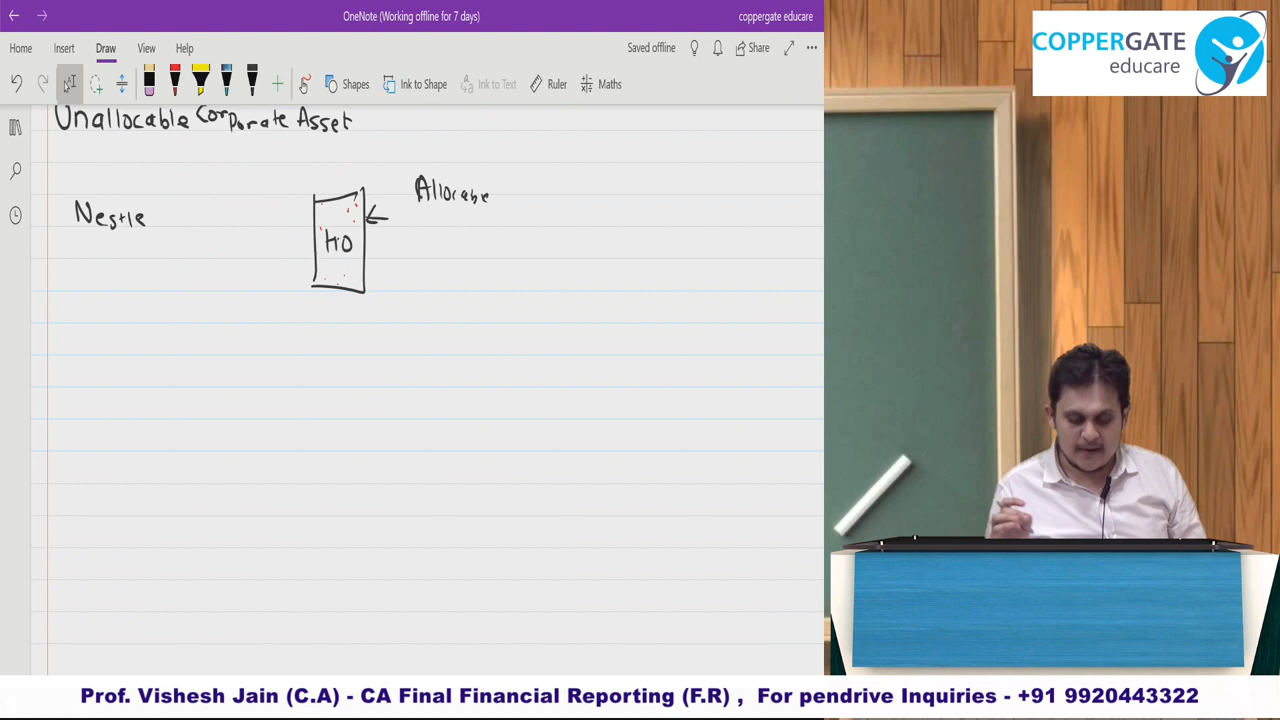 OneNote (Working offline for 7 days)
coppergate educare
Home Insert Draw View Help
Saved offline
Share
Shapes
Ink to Shape
Ink to Text
Ruler
Maths
COPPERGATE
educare
Unallocable Corporate Asset
Allocabe
Nestle
HO
Prof. Vishesh Jain (C.A) - CA Final Financial Reporting (F.R) , For pendrive Inquiries - +91 9920443322